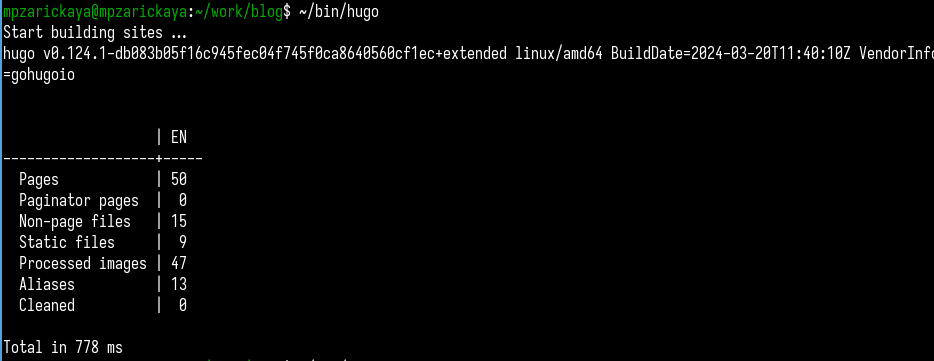 mpzarickaya@mpzarickaya:~/work/blog$ ~/bin/hugo
Start building sites ...
hugo v0.124.1-db083b05f16c945fec04f745f0ca8640560cf1ec+extended linux/amd64 BuildDate=2024-03-20T11:40:10Z VendorInfo
=gohugoio
| EN
-------------------+-----
Pages | 50
Paginator pages | 0
Non-page files | 15
Static files | 9
Processed images | 47
Aliases | 13
Cleaned | 0
Total in 778 ms